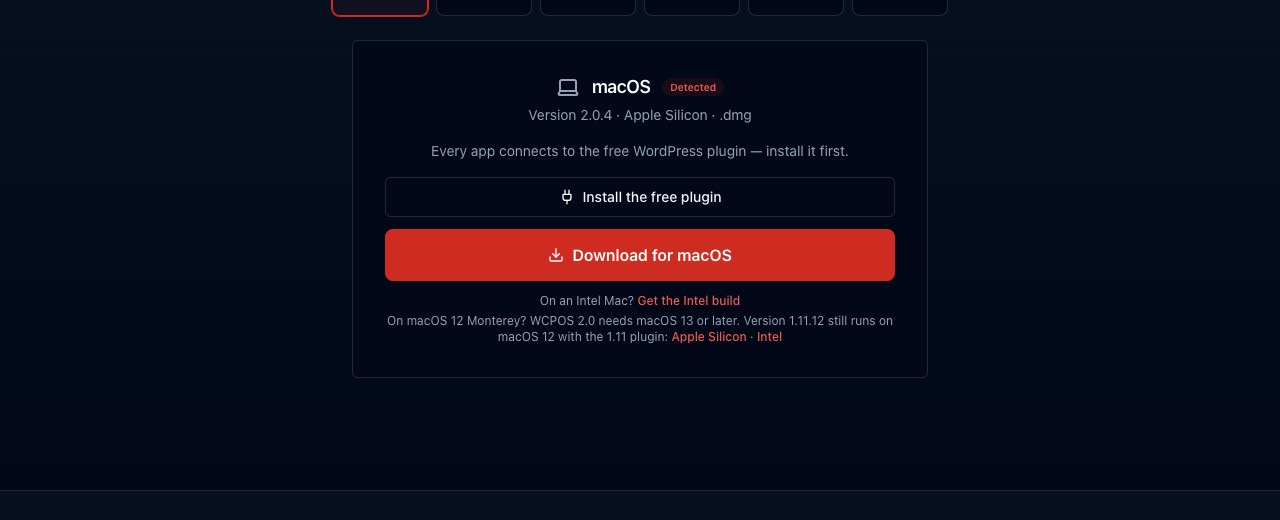 macOS Detected
Version 2.0.4 · Apple Silicon · .dmg
Every app connects to the free WordPress plugin — install it first.
Install the free plugin
Download for macOS
On an Intel Mac? Get the Intel build
On macOS 12 Monterey? WCPOS 2.0 needs macOS 13 or later. Version 1.11.12 still runs on
macOS 12 with the 1.11 plugin: Apple Silicon · Intel